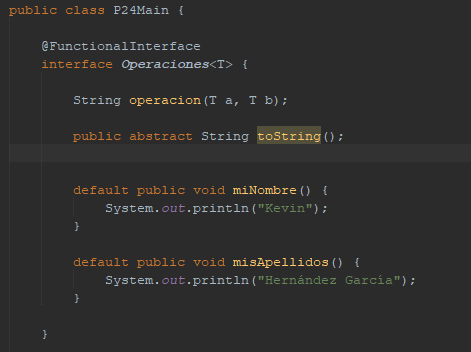 public class P24Main {
@FunctionalInterface
interface Operaciones<T> {
String operacion(T a, T b);
public abstract String toString();
default public void miNombre() {
System.out.println("Kevin");
}
default public void misApellidos() {
System.out.println("Hernández García");
}
}